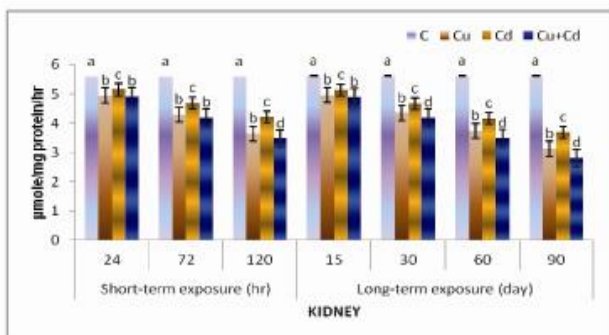 C Cu Cd Cu+Cd
µmole/mg protein/hr
6
5
4
3
2
1
0
a a a a a a a
b c b b c b b c d b c b b c d b c d b c d
24 72 120 15 30 60 90
Short-term exposure (hr) Long-term exposure (day)
KIDNEY